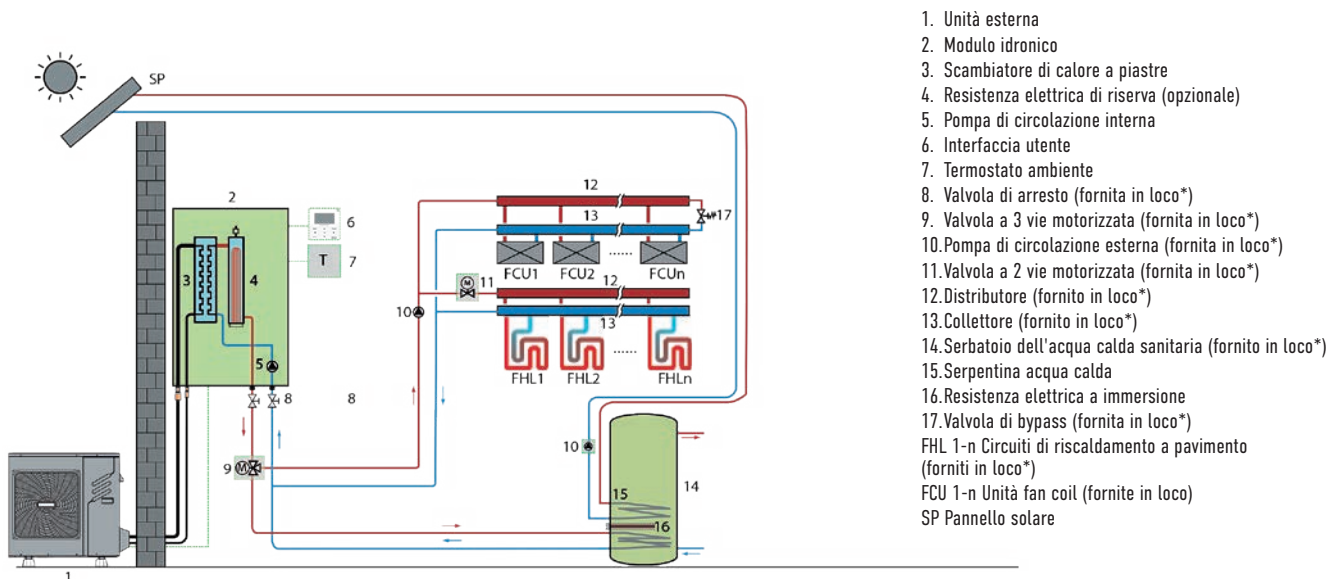 SP
2
6
T
7
3
4
5
8
8
9
M
1
12
13
17
FCU1
FCU2
......
FCUn
M
11
12
10
13
FHL1
FHL2
......
FHLn
10
15
14
16
1. Unità esterna
2. Modulo idronico
3. Scambiatore di calore a piastre
4. Resistenza elettrica di riserva (opzionale)
5. Pompa di circolazione interna
6. Interfaccia utente
7. Termostato ambiente
8. Valvola di arresto (fornita in loco*)
9. Valvola a 3 vie motorizzata (fornita in loco*)
10.Pompa di circolazione esterna (fornita in loco*)
11.Valvola a 2 vie motorizzata (fornita in loco*)
12.Distributore (fornito in loco*)
13.Collettore (fornito in loco*)
14.Serbatoio dell'acqua calda sanitaria (fornito in loco*)
15.Serpentina acqua calda
16.Resistenza elettrica a immersione
17.Valvola di bypass (fornita in loco*)
FHL 1-n Circuiti di riscaldamento a pavimento
(forniti in loco*)
FCU 1-n Unità fan coil (fornite in loco)
SP Pannello solare